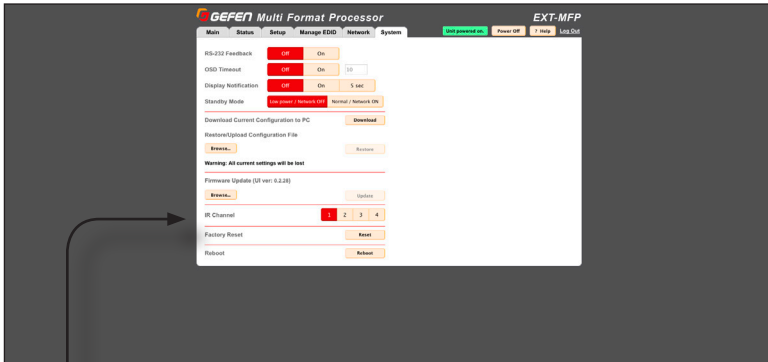 GEFEN Multi Format Processor EXT-MFP
Main Status Setup Manage EDID Network System Unit powered on. Power Off ? Help Log Out
RS-232 Feedback Off On
OSD Timeout Off On 10
Display Notification Off On 5 sec
Standby Mode Low power / Network OFF Normal / Network ON
Download Current Configuration to PC Download
Restore/Upload Configuration File
Browse... Restore
Warning: All current settings will be lost
Firmware Update (UI ver: 0.2.28)
Browse... Update
IR Channel 1 2 3 4
Factory Reset Reset
Reboot Reboot